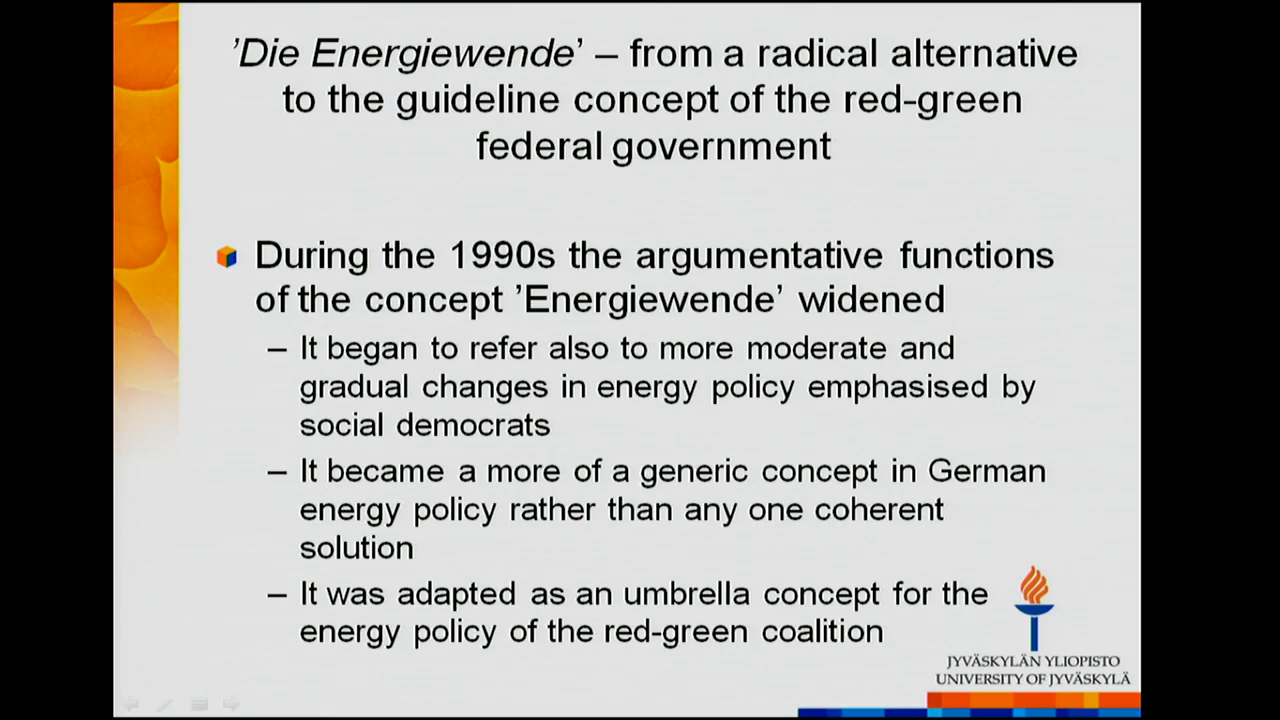 ’Die Energiewende’ – from a radical alternative
to the guideline concept of the red-green
federal government
During the 1990s the argumentative functions
of the concept ’Energiewende’ widened
– It began to refer also to more moderate and
gradual changes in energy policy emphasised by
social democrats
– It became a more of a generic concept in German
energy policy rather than any one coherent
solution
– It was adapted as an umbrella concept for the
energy policy of the red-green coalition
JYVÄSKYLÄN YLIOPISTO
UNIVERSITY OF JYVÄSKYLÄ